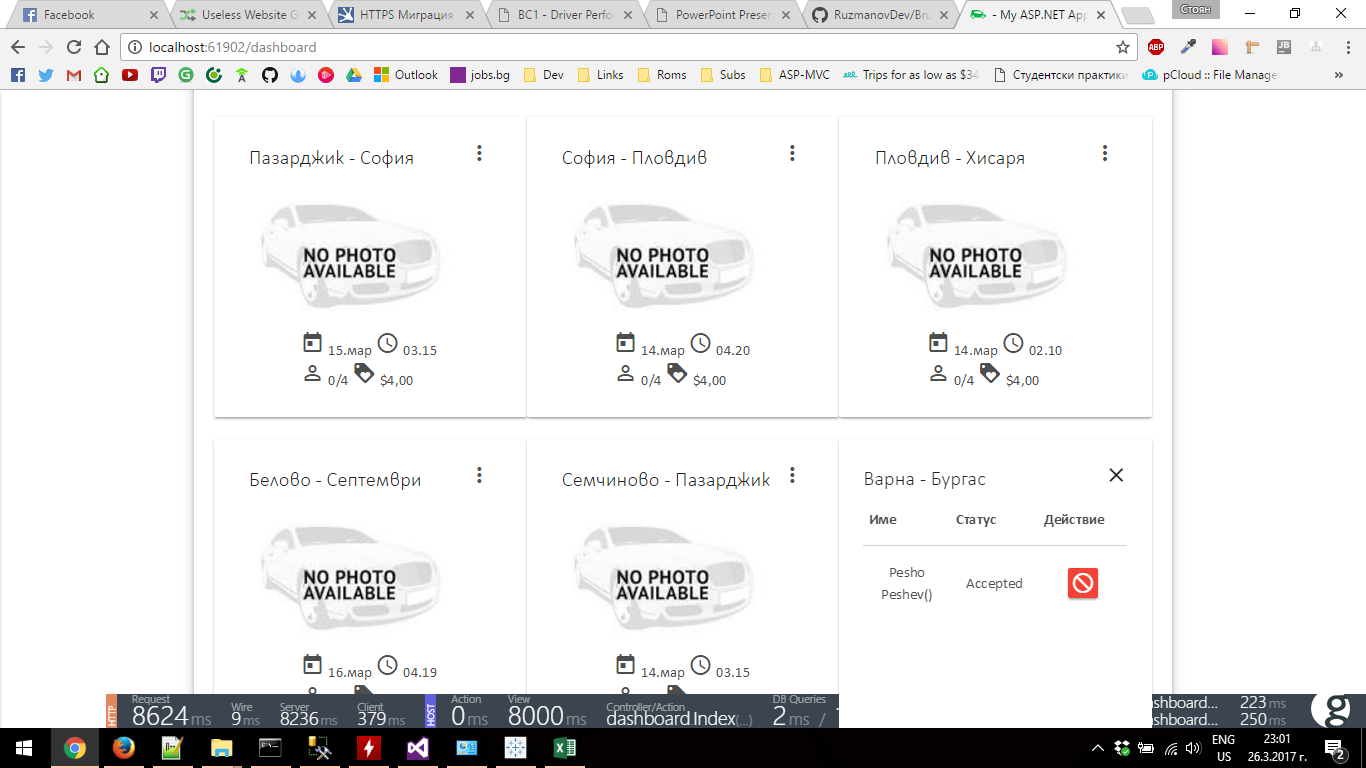 Facebook
Useless Website G
HTTPS Миграция
BC1 - Driver Perfo
PowerPoint Presen
RuzmanovDev/Bru
- My ASP.NET App
Стоян
localhost:61902/dashboard
ABP
JB
Outlook
jobs.bg
Dev
Links
Roms
Subs
ASP-MVC
Trips for as low as $34
Студентски практики
pCloud :: File Manage
»
Пазарджик - София
NO PHOTO
AVAILABLE
15.мар 03.15
0/4 $4,00
София - Пловдив
NO PHOTO
AVAILABLE
14.мар 04.20
0/4 $4,00
Пловдив - Хисаря
NO PHOTO
AVAILABLE
14.мар 02.10
0/4 $4,00
Белово - Септември
NO PHOTO
AVAILABLE
16.мар 04.19
Семчиново - Пазарджик
NO PHOTO
AVAILABLE
14.мар 03.15
Варна - Бургас
Име Статус Действие
Pesho
Peshev()
Accepted
HTTP
Request
8624 ms
Wire
9 ms
Server
8236 ms
Client
379 ms
HOST
Action
0 ms
View
8000 ms
Controller/Action
dashboard Index(...)
DB Queries
2 ms /
ashboard... 223 ms
ashboard... 250 ms
g
ENG
US
23:01
26.3.2017 г.
2